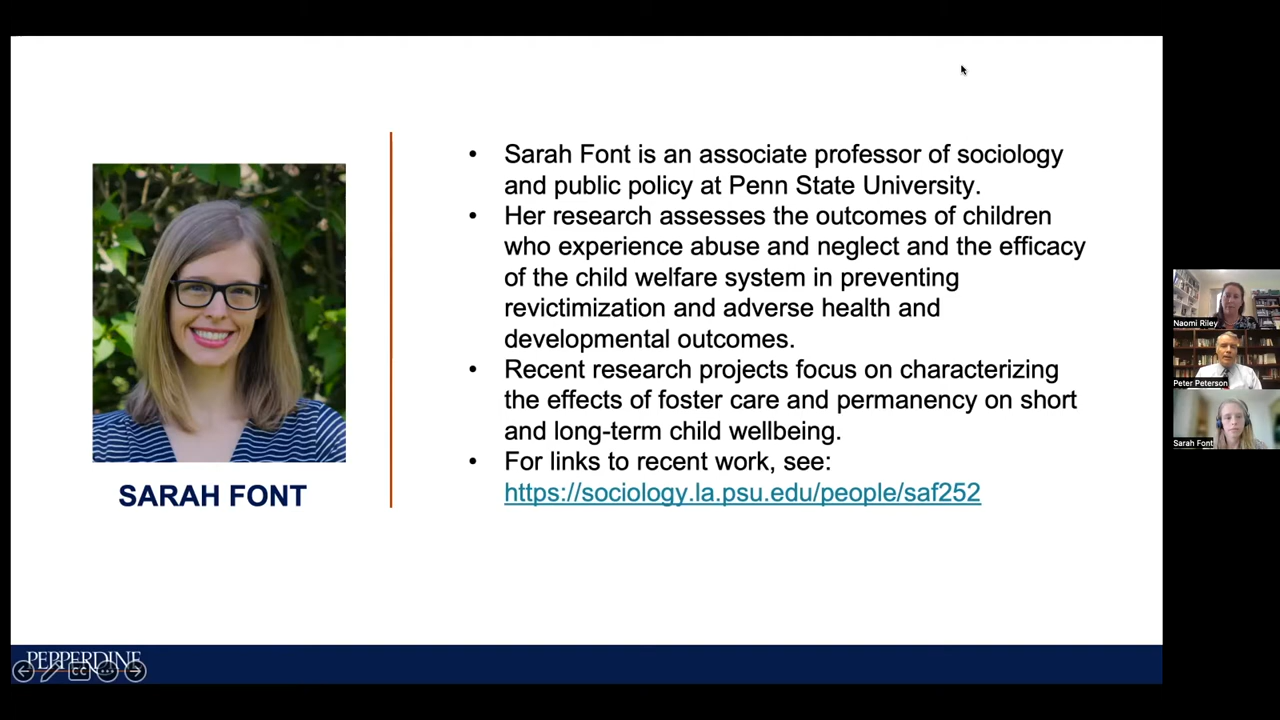 • Sarah Font is an associate professor of sociology
and public policy at Penn State University.
• Her research assesses the outcomes of children
who experience abuse and neglect and the efficacy
of the child welfare system in preventing
revictimization and adverse health and
developmental outcomes.
• Recent research projects focus on characterizing
the effects of foster care and permanency on short
and long-term child wellbeing.
• For links to recent work, see:
https://sociology.la.psu.edu/people/saf252
SARAH FONT
Naomi Riley
Peter Peterson
Sarah Font
PEPPERDINE
CC